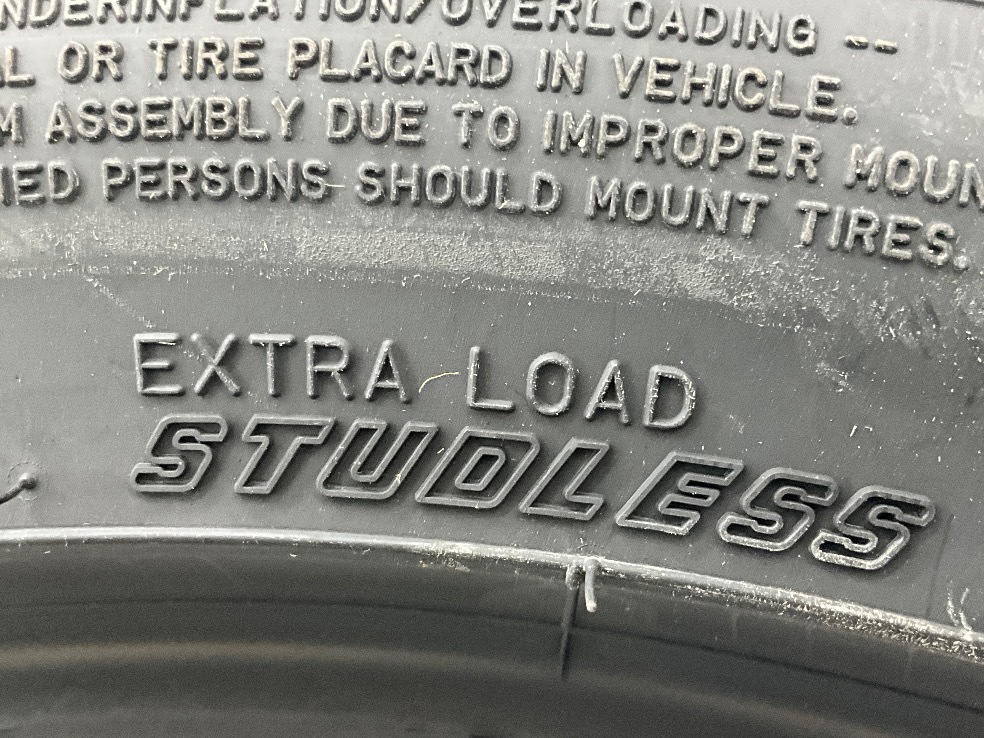 NDERINFLATION/OVERLOADING --
L OR TIRE PLACARD IN VEHICLE.
M ASSEMBLY DUE TO IMPROPER MOUN
IED PERSONS SHOULD MOUNT TIRES.
EXTRA LOAD
STUDLESS